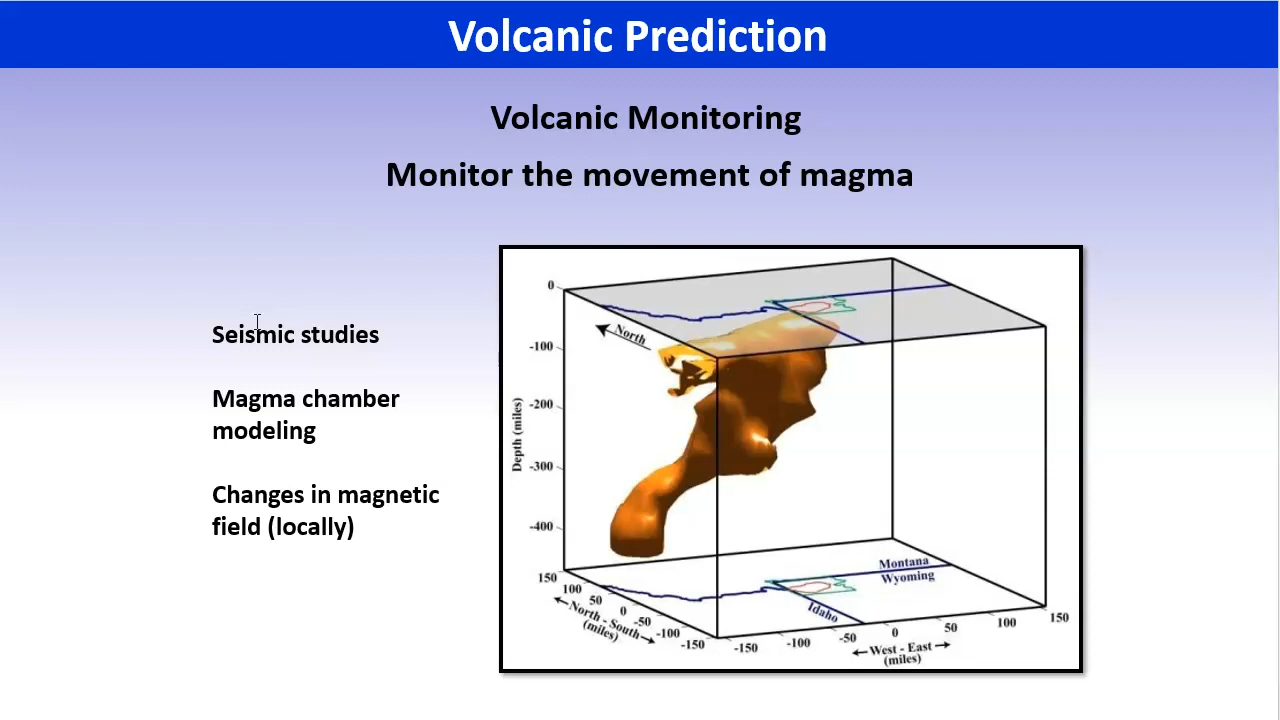 Volcanic Prediction
Volcanic Monitoring
Monitor the movement of magma
Seismic studies
Magma chamber
modeling
Changes in magnetic
field (locally)
0
-100
-200
-300
-400
Depth (miles)
North
150
100
50
0
-50
-100
-150
North - South
(miles)
-150
-100
-50
0
50
100
150
West - East
(miles)
Montana
Wyoming
Idaho